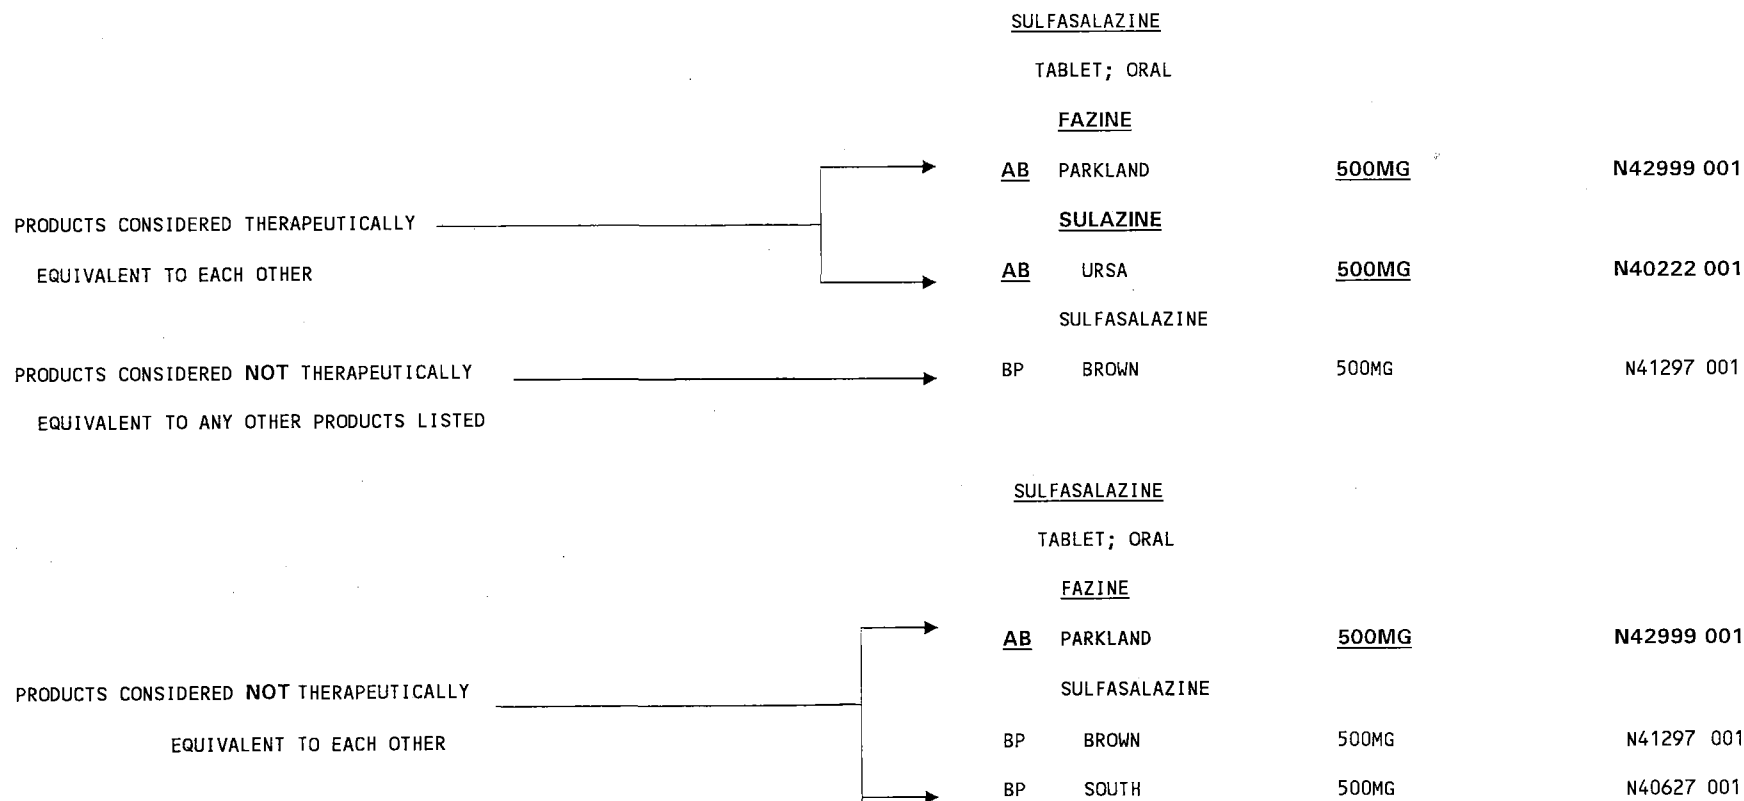 SULFASALAZINE
TABLET; ORAL
FAZINE
AB PARKLAND 500MG N42999 001
PRODUCTS CONSIDERED THERAPEUTICALLY SULAZINE
EQUIVALENT TO EACH OTHER AB URSA 500MG N40222 001
SULFASALAZINE
PRODUCTS CONSIDERED NOT THERAPEUTICALLY BP BROWN 500MG N41297 001
EQUIVALENT TO ANY OTHER PRODUCTS LISTED
SULFASALAZINE
TABLET; ORAL
FAZINE
AB PARKLAND 500MG N42999 001
PRODUCTS CONSIDERED NOT THERAPEUTICALLY SULFASALAZINE
EQUIVALENT TO EACH OTHER BP BROWN 500MG N41297 001
BP SOUTH 500MG N40627 001